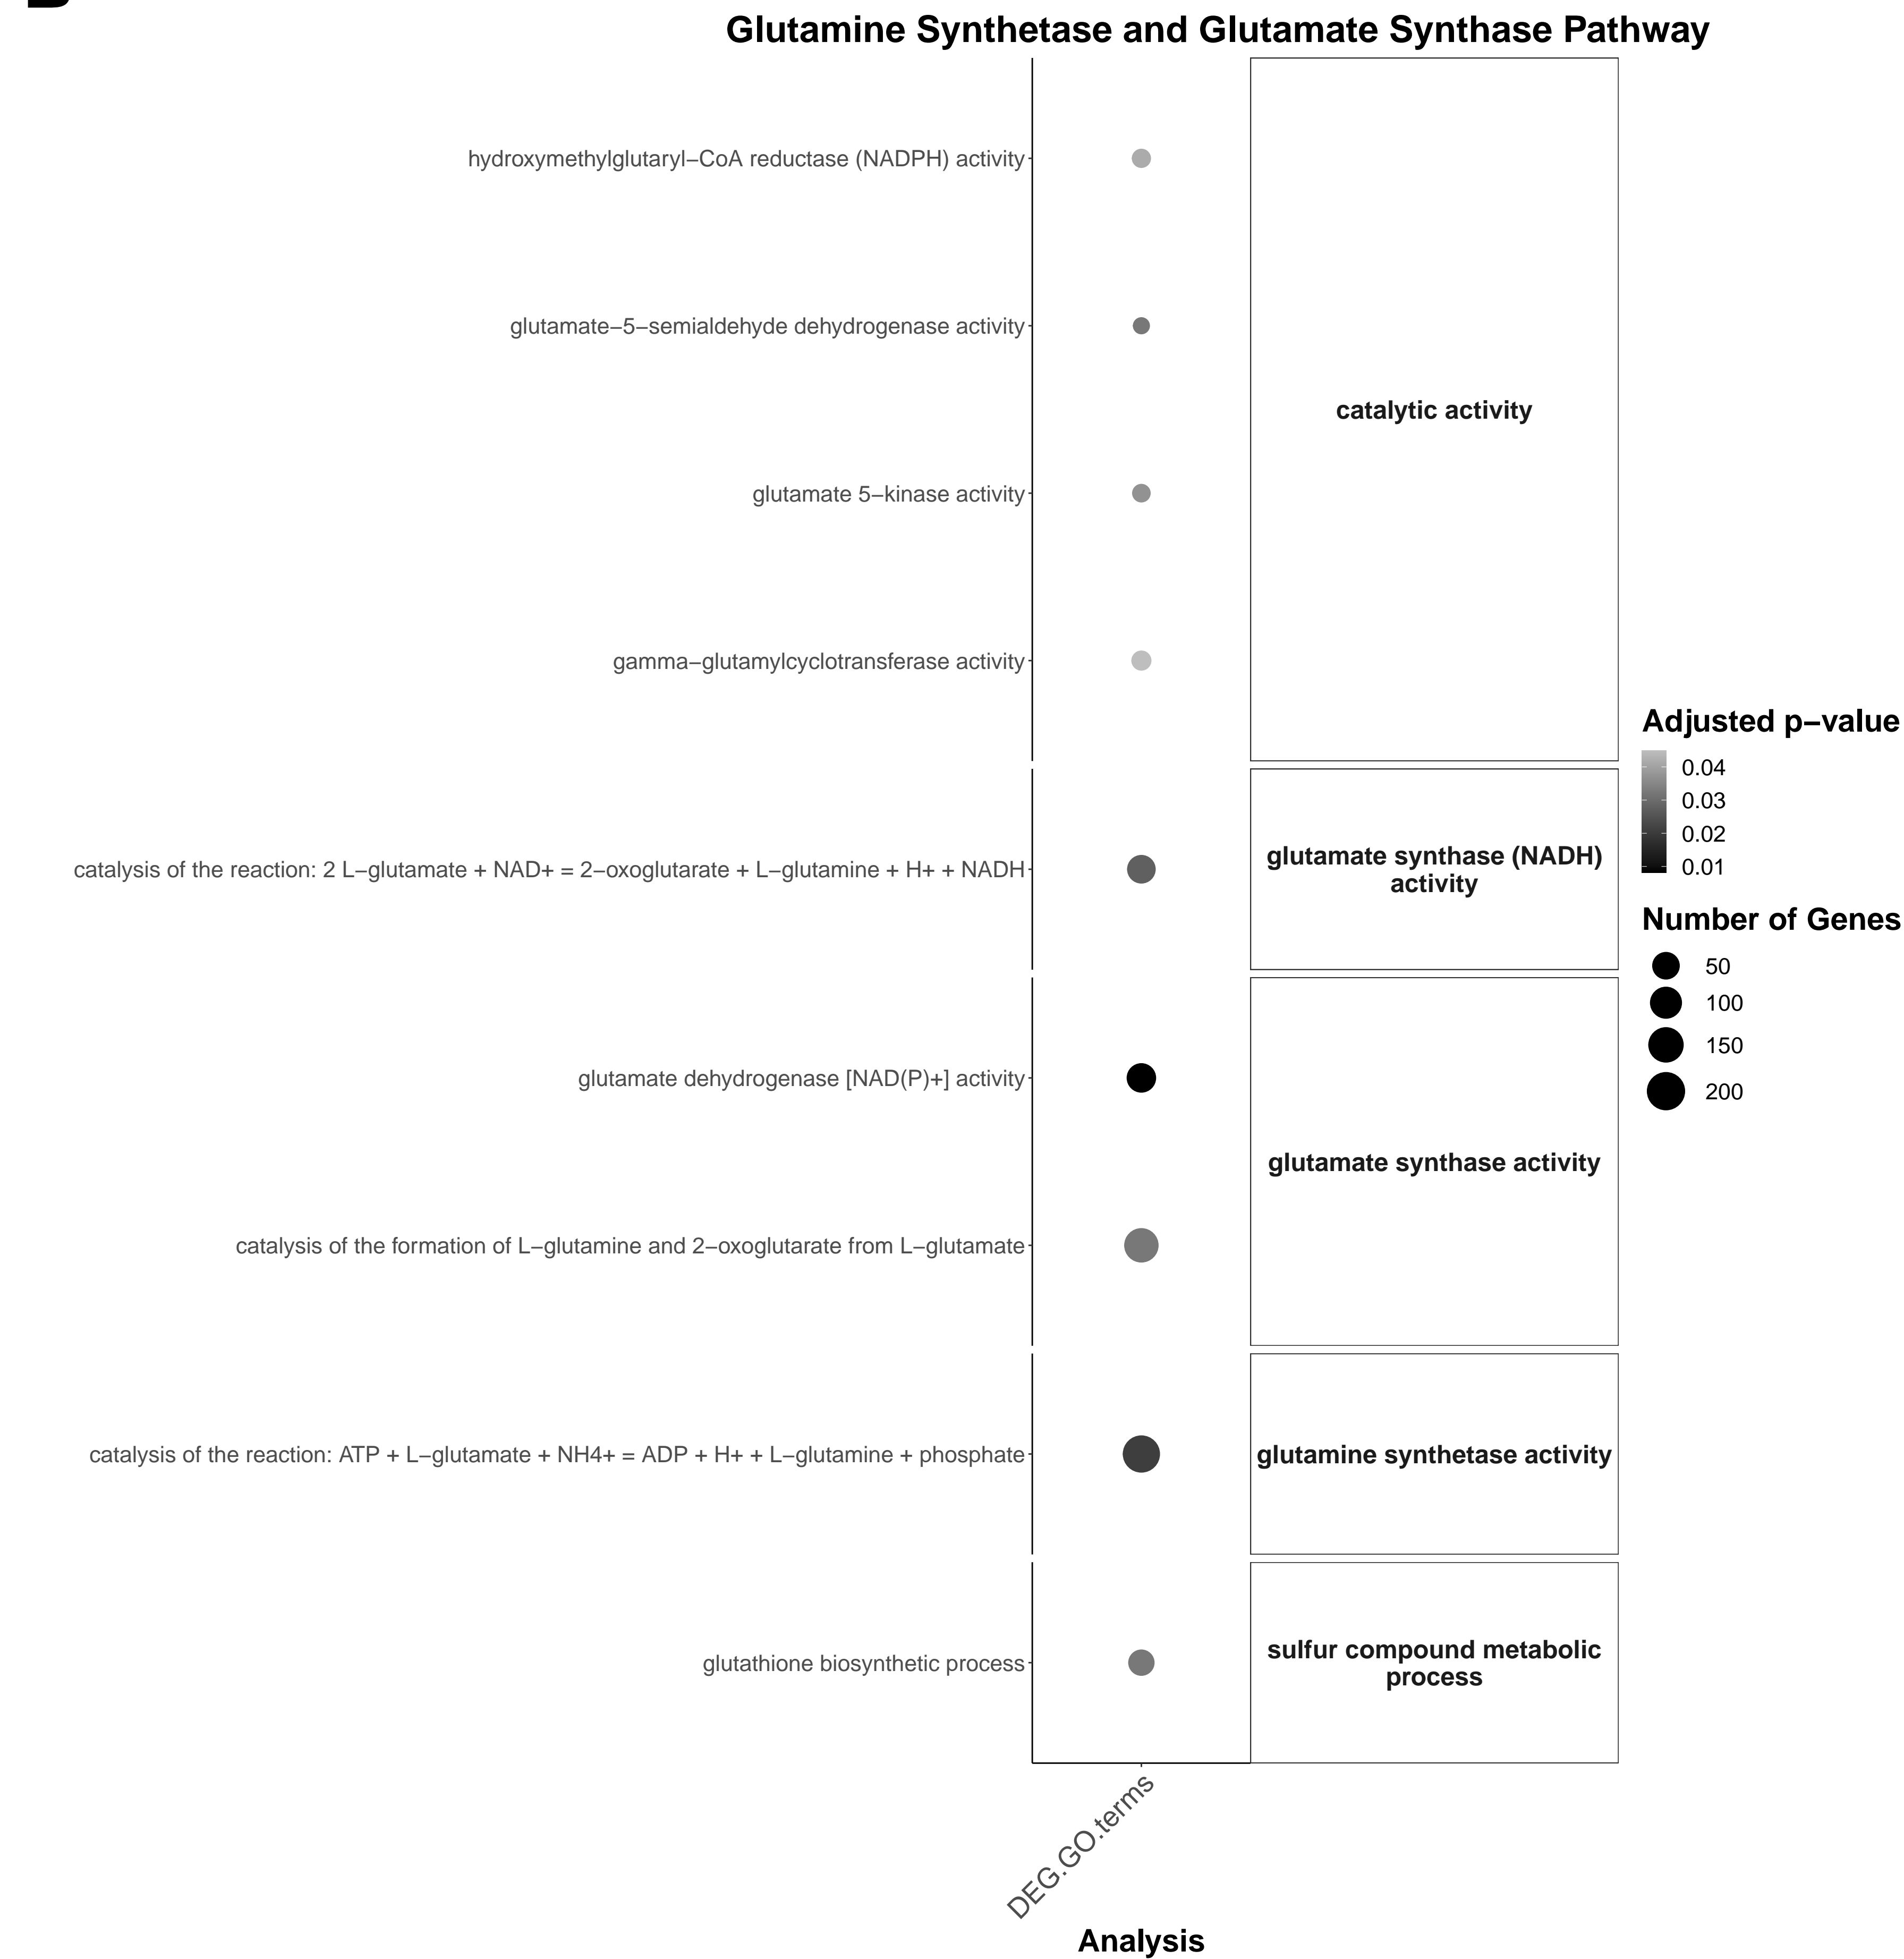 Glutamine Synthetase and Glutamate Synthase Pathway
hydroxymethylglutaryl−CoA reductase (NADPH) activity
glutamate−5−semialdehyde dehydrogenase activity
catalytic activity
glutamate 5−kinase activity
gamma−glutamylcyclotransferase activity
catalysis of the reaction: 2 L−glutamate + NAD+ = 2−oxoglutarate + L−glutamine + H+ + NADH
glutamate synthase (NADH)
activity
glutamate dehydrogenase [NAD(P)+] activity
glutamate synthase activity
catalysis of the formation of L−glutamine and 2−oxoglutarate from L−glutamate
catalysis of the reaction: ATP + L−glutamate + NH4+ = ADP + H+ + L−glutamine + phosphate
glutamine synthetase activity
glutathione biosynthetic process
sulfur compound metabolic
process
DEG.GO.terms
Analysis
Adjusted p−value
0.04
0.03
0.02
0.01
Number of Genes
50
100
150
200